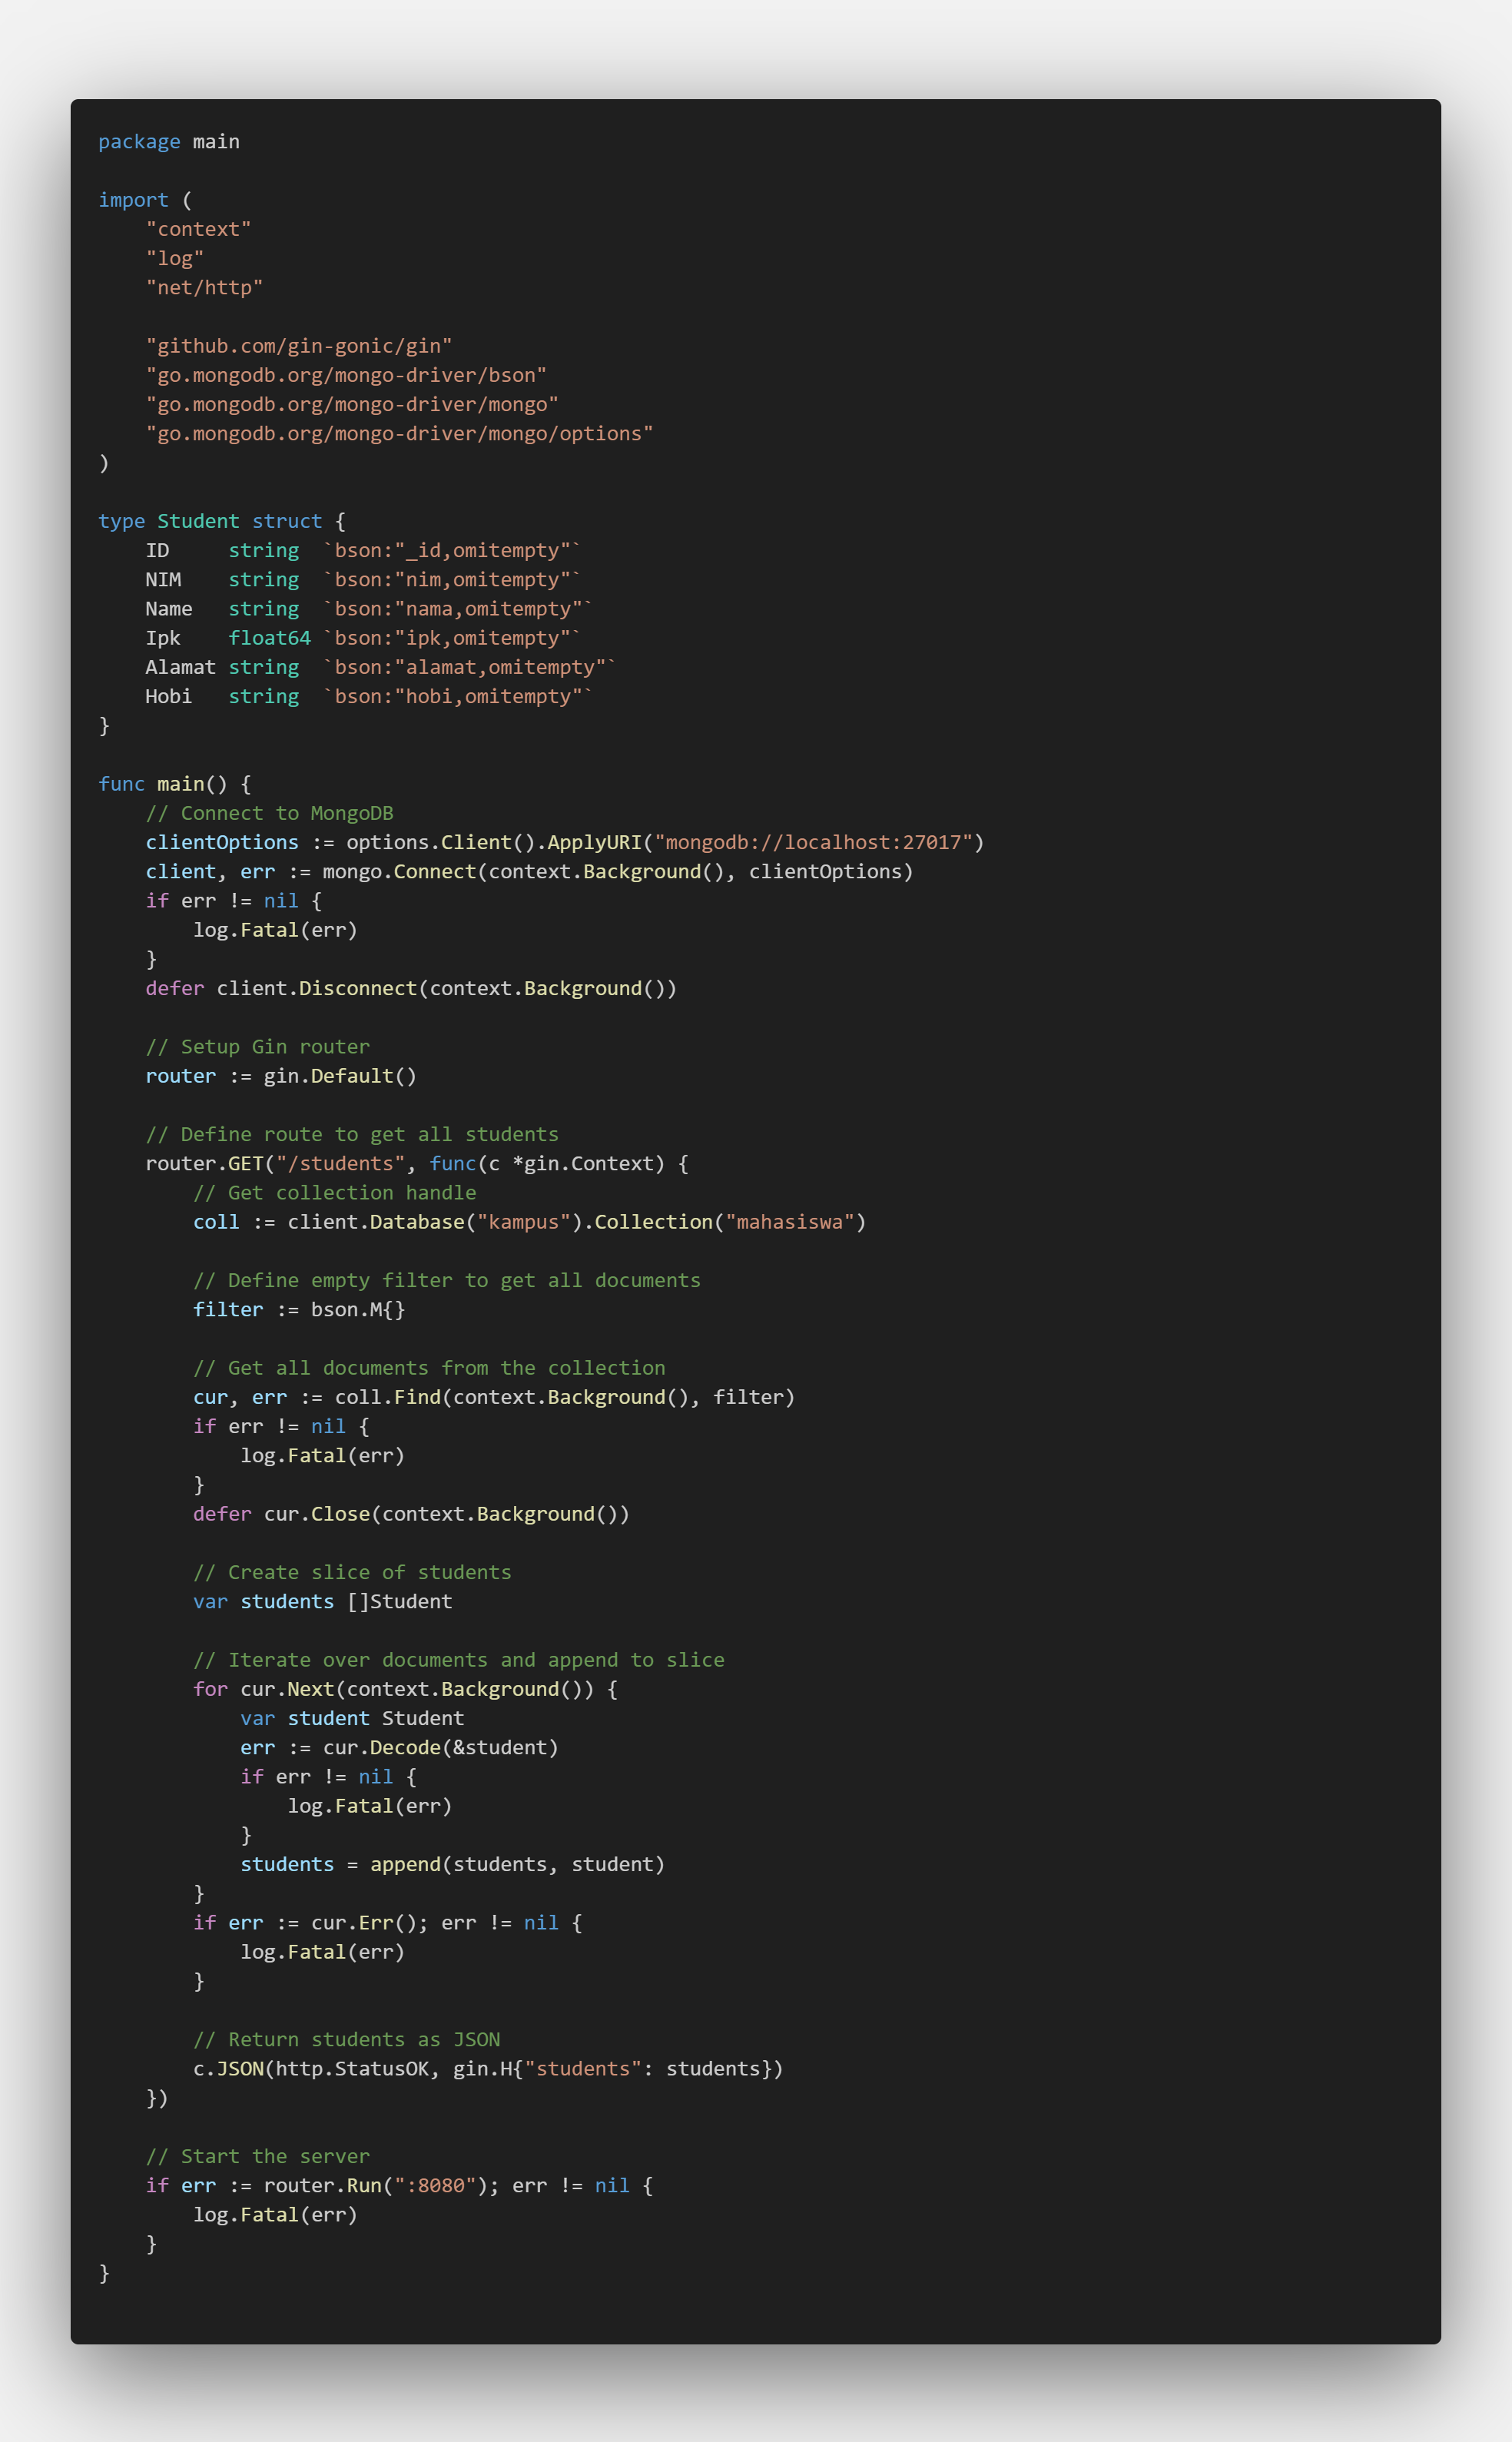 package main

import (
    "context"
    "log"
    "net/http"

    "github.com/gin-gonic/gin"
    "go.mongodb.org/mongo-driver/bson"
    "go.mongodb.org/mongo-driver/mongo"
    "go.mongodb.org/mongo-driver/mongo/options"
)

type Student struct {
    ID     string  `bson:"_id,omitempty"`
    NIM    string  `bson:"nim,omitempty"`
    Name   string  `bson:"nama,omitempty"`
    Ipk    float64 `bson:"ipk,omitempty"`
    Alamat string  `bson:"alamat,omitempty"`
    Hobi   string  `bson:"hobi,omitempty"`
}

func main() {
    // Connect to MongoDB
    clientOptions := options.Client().ApplyURI("mongodb://localhost:27017")
    client, err := mongo.Connect(context.Background(), clientOptions)
    if err != nil {
        log.Fatal(err)
    }
    defer client.Disconnect(context.Background())

    // Setup Gin router
    router := gin.Default()

    // Define route to get all students
    router.GET("/students", func(c *gin.Context) {
        // Get collection handle
        coll := client.Database("kampus").Collection("mahasiswa")

        // Define empty filter to get all documents
        filter := bson.M{}

        // Get all documents from the collection
        cur, err := coll.Find(context.Background(), filter)
        if err != nil {
            log.Fatal(err)
        }
        defer cur.Close(context.Background())

        // Create slice of students
        var students []Student

        // Iterate over documents and append to slice
        for cur.Next(context.Background()) {
            var student Student
            err := cur.Decode(&student)
            if err != nil {
                log.Fatal(err)
            }
            students = append(students, student)
        }
        if err := cur.Err(); err != nil {
            log.Fatal(err)
        }

        // Return students as JSON
        c.JSON(http.StatusOK, gin.H{"students": students})
    })

    // Start the server
    if err := router.Run(":8080"); err != nil {
        log.Fatal(err)
    }
}